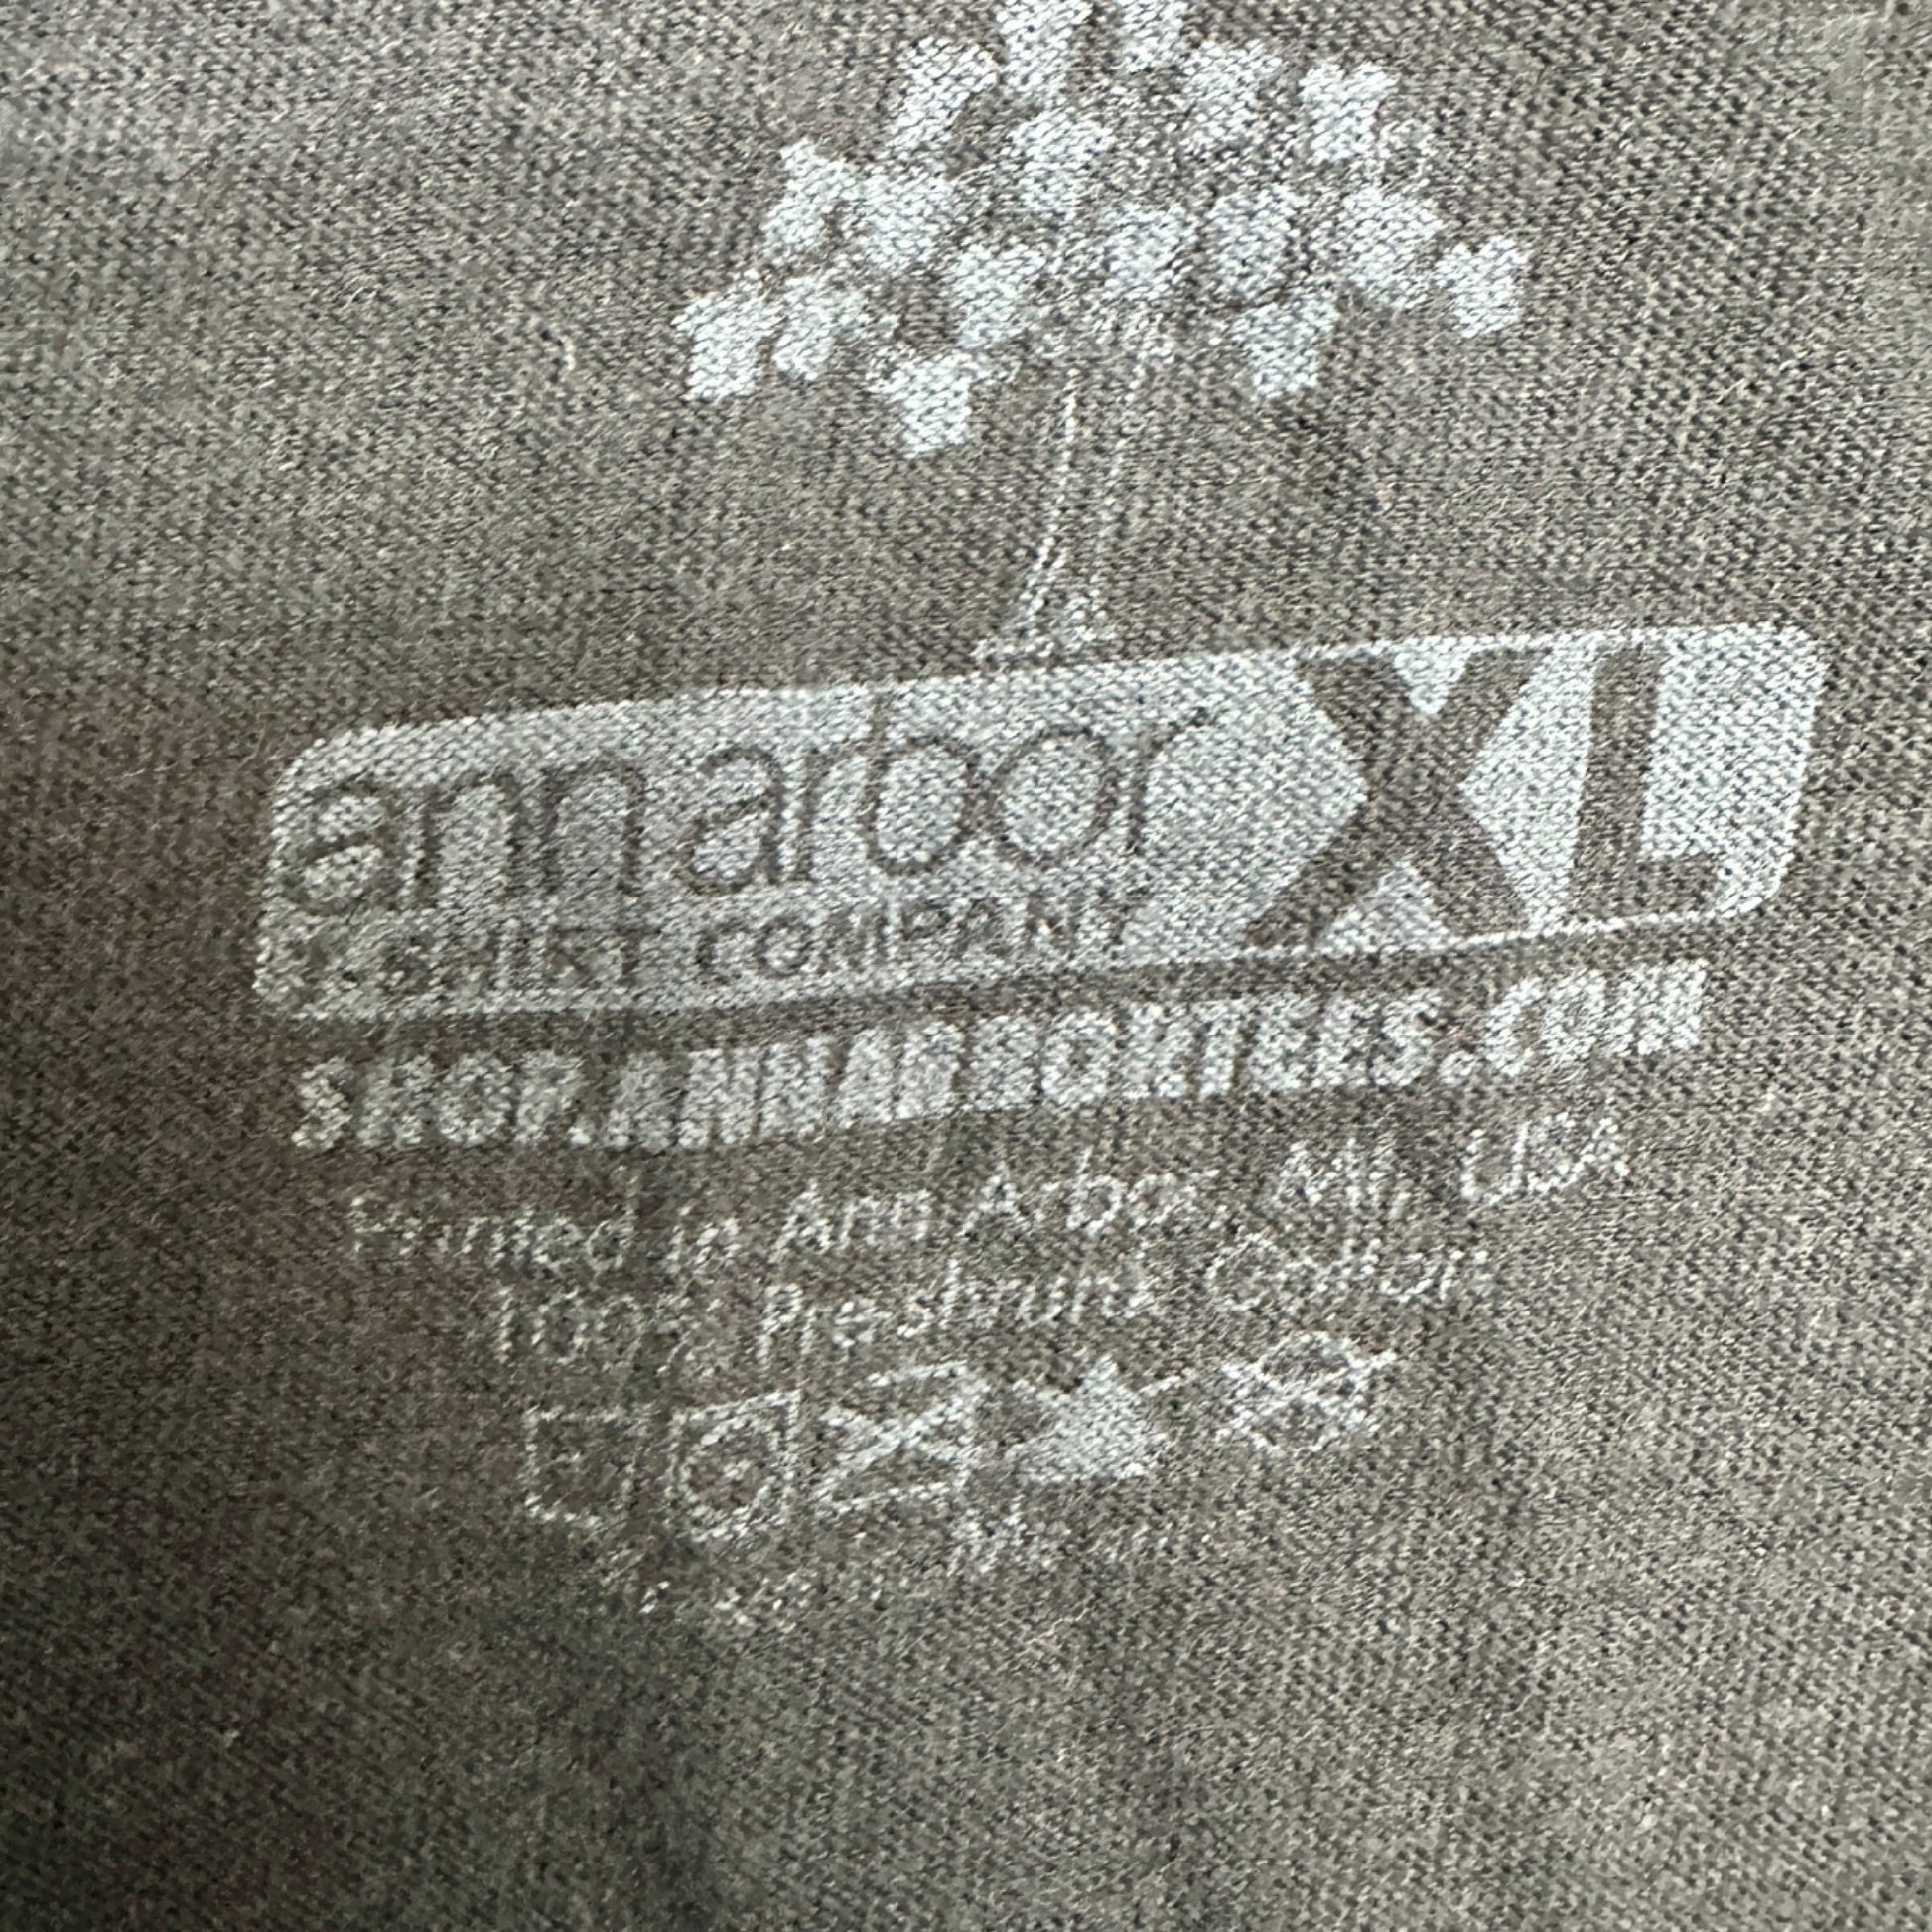 ann arbor XL
T-SHIRT COMPANY
SHOP.ANNARBORTEES.COM
Printed in Ann Arbor, MI, USA
100% Preshrunk Cotton